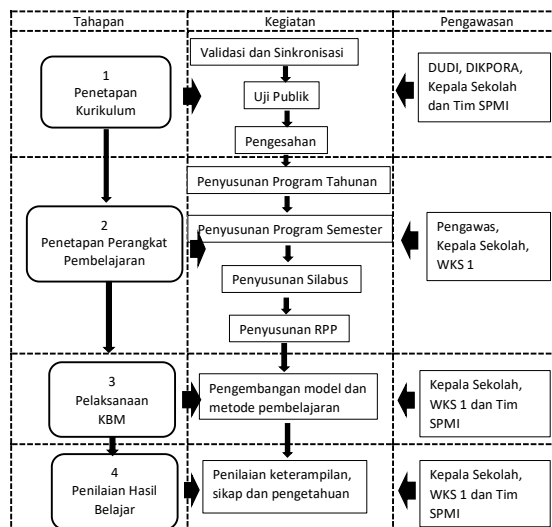 Tahapan
Kegiatan
Pengawasan
1
Penetapan
Kurikulum
Validasi dan Sinkronisasi
Uji Publik
Pengesahan
DUDI, DIKPORA,
Kepala Sekolah
dan Tim SPMI
2
Penetapan Perangkat
Pembelajaran
Penyusunan Program Tahunan
Penyusunan Program Semester
Penyusunan Silabus
Penyusunan RPP
Pengawas,
Kepala Sekolah,
WKS 1
3
Pelaksanaan
KBM
Pengembangan model dan
metode pembelajaran
Kepala Sekolah,
WKS 1 dan Tim
SPMI
4
Penilaian Hasil
Belajar
Penilaian keterampilan,
sikap dan pengetahuan
Kepala Sekolah,
WKS 1 dan Tim
SPMI